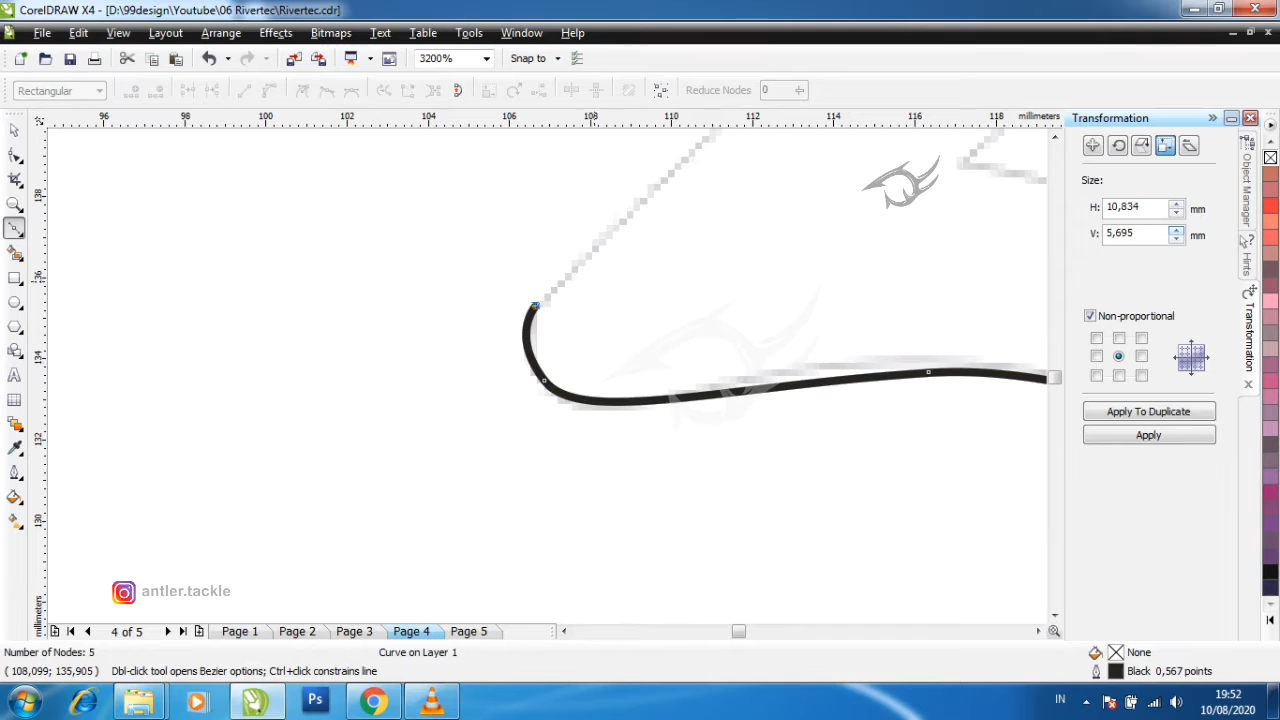 CorelDRAW X4 - [D:\99design\Youtube\06 Rivertec\Rivertec.cdr]
File Edit View Layout Arrange Effects Bitmaps Text Table Tools Window Help
3200% Snap to
Rectangular Reduce Nodes 0
96 98 100 102 104 106 108 110 112 114 116 118 millimeters
Transformation
Size:
H: 10,834 mm
V: 5,695 mm
Non-proportional
Apply To Duplicate
Apply
Object Manager
Hints
Transformation
138
136
134
132
130
millimeters
antler.tackle
4 of 5 Page 1 Page 2 Page 3 Page 4 Page 5
Number of Nodes: 5 Curve on Layer 1 None
( 108,099; 135,905 ) Dbl-click tool opens Bezier options; Ctrl+click constrains line Black 0,567 points
Ps IN 19:52
10/08/2020